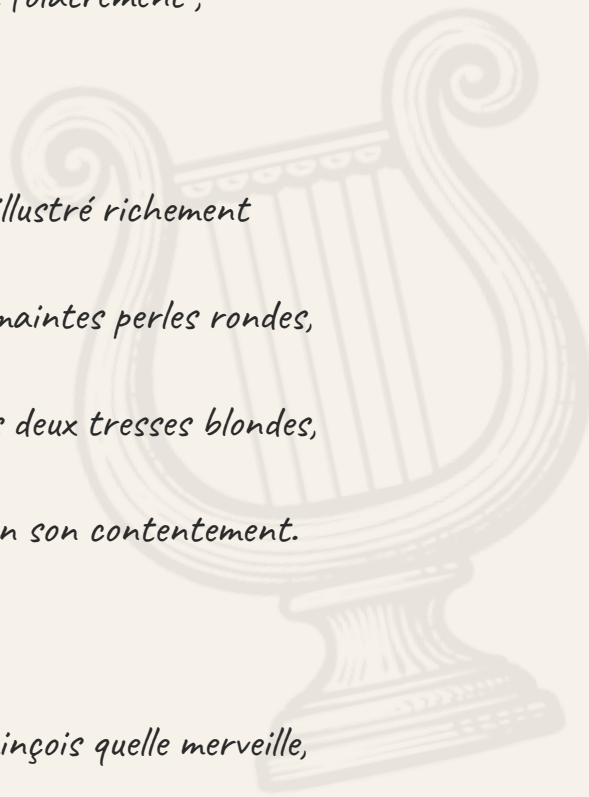 folâtrement ;
illustré richement
maintes perles rondes,
deux tresses blondes,
son contentement.
quelle merveille,